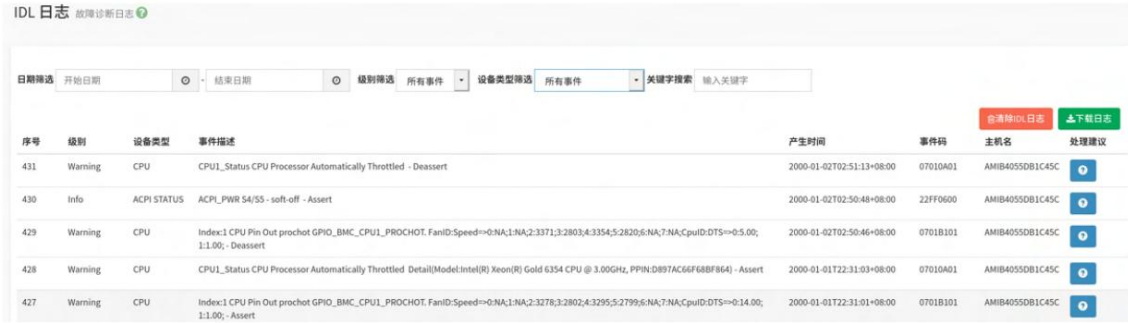 IDL 日志 故障诊断日志
日期筛选 开始日期 - 结束日期 级别筛选 所有事件 设备类型筛选 所有事件 关键字搜索 输入关键字
清除IDL日志 下载日志
序号 级别 设备类型 事件描述 产生时间 事件码 主机名 处理建议
431 Warning CPU CPU1_Status CPU Processor Automatically Throttled - Deassert 2000-01-02T02:51:13+08:00 07010A01 AMIB4055DB1C45C
430 Info ACPI STATUS ACPI_PWR S4/S5 - soft-off - Assert 2000-01-02T02:50:48+08:00 22FF0600 AMIB4055DB1C45C
429 Warning CPU Index:1 CPU Pin Out prochot GPIO_BMC_CPU1_PROCHOT. FanID:Speed=>0:NA;1:NA;2:3371;3:2803;4:3354;5:2820;6:NA;7:NA;CpuID:DTS=>0:5.00; 2000-01-02T02:50:46+08:00 0701B101 AMIB4055DB1C45C
1:1.00; - Deassert
428 Warning CPU CPU1_Status CPU Processor Automatically Throttled Detail(Model:Intel(R) Xeon(R) Gold 6354 CPU @ 3.00GHz, PPIN:D897AC66F68BF864) - Assert 2000-01-01T22:31:03+08:00 07010A01 AMIB4055DB1C45C
427 Warning CPU Index:1 CPU Pin Out prochot GPIO_BMC_CPU1_PROCHOT. FanID:Speed=>0:NA;1:NA;2:3278;3:2802;4:3295;5:2799;6:NA;7:NA;CpuID:DTS=>0:14.00; 2000-01-01T22:31:01+08:00 0701B101 AMIB4055DB1C45C
1:1.00; - Assert